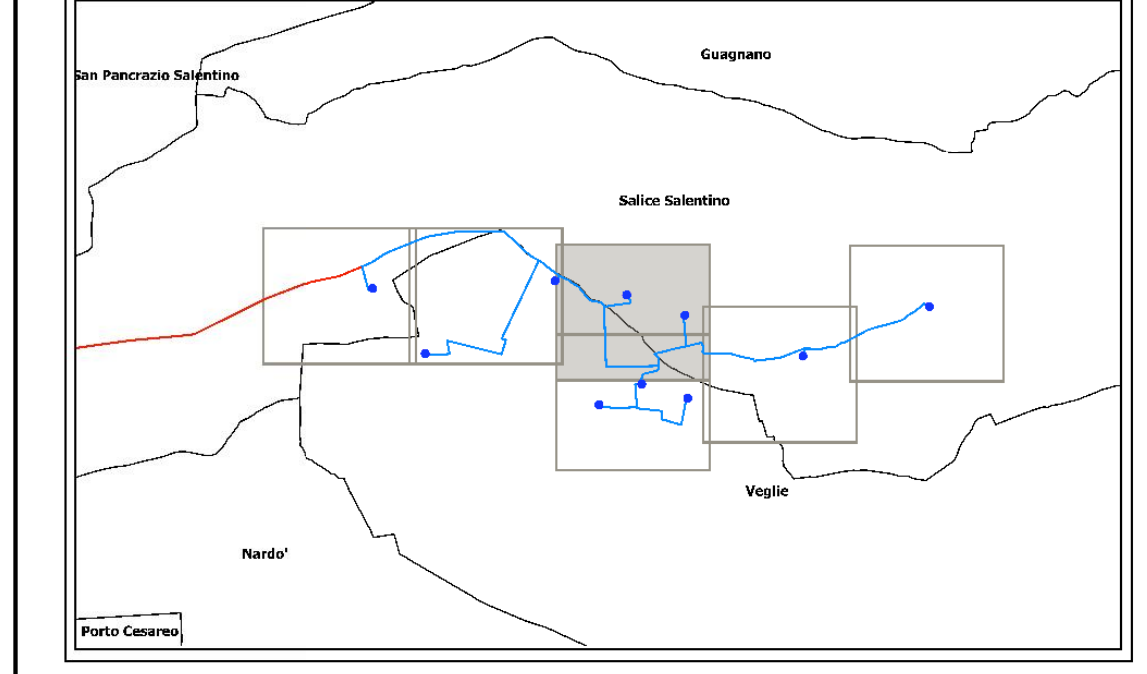 Guagnano
San Pancrazio Salentino
Salice Salentino
Veglie
Nardo'
Porto Cesareo